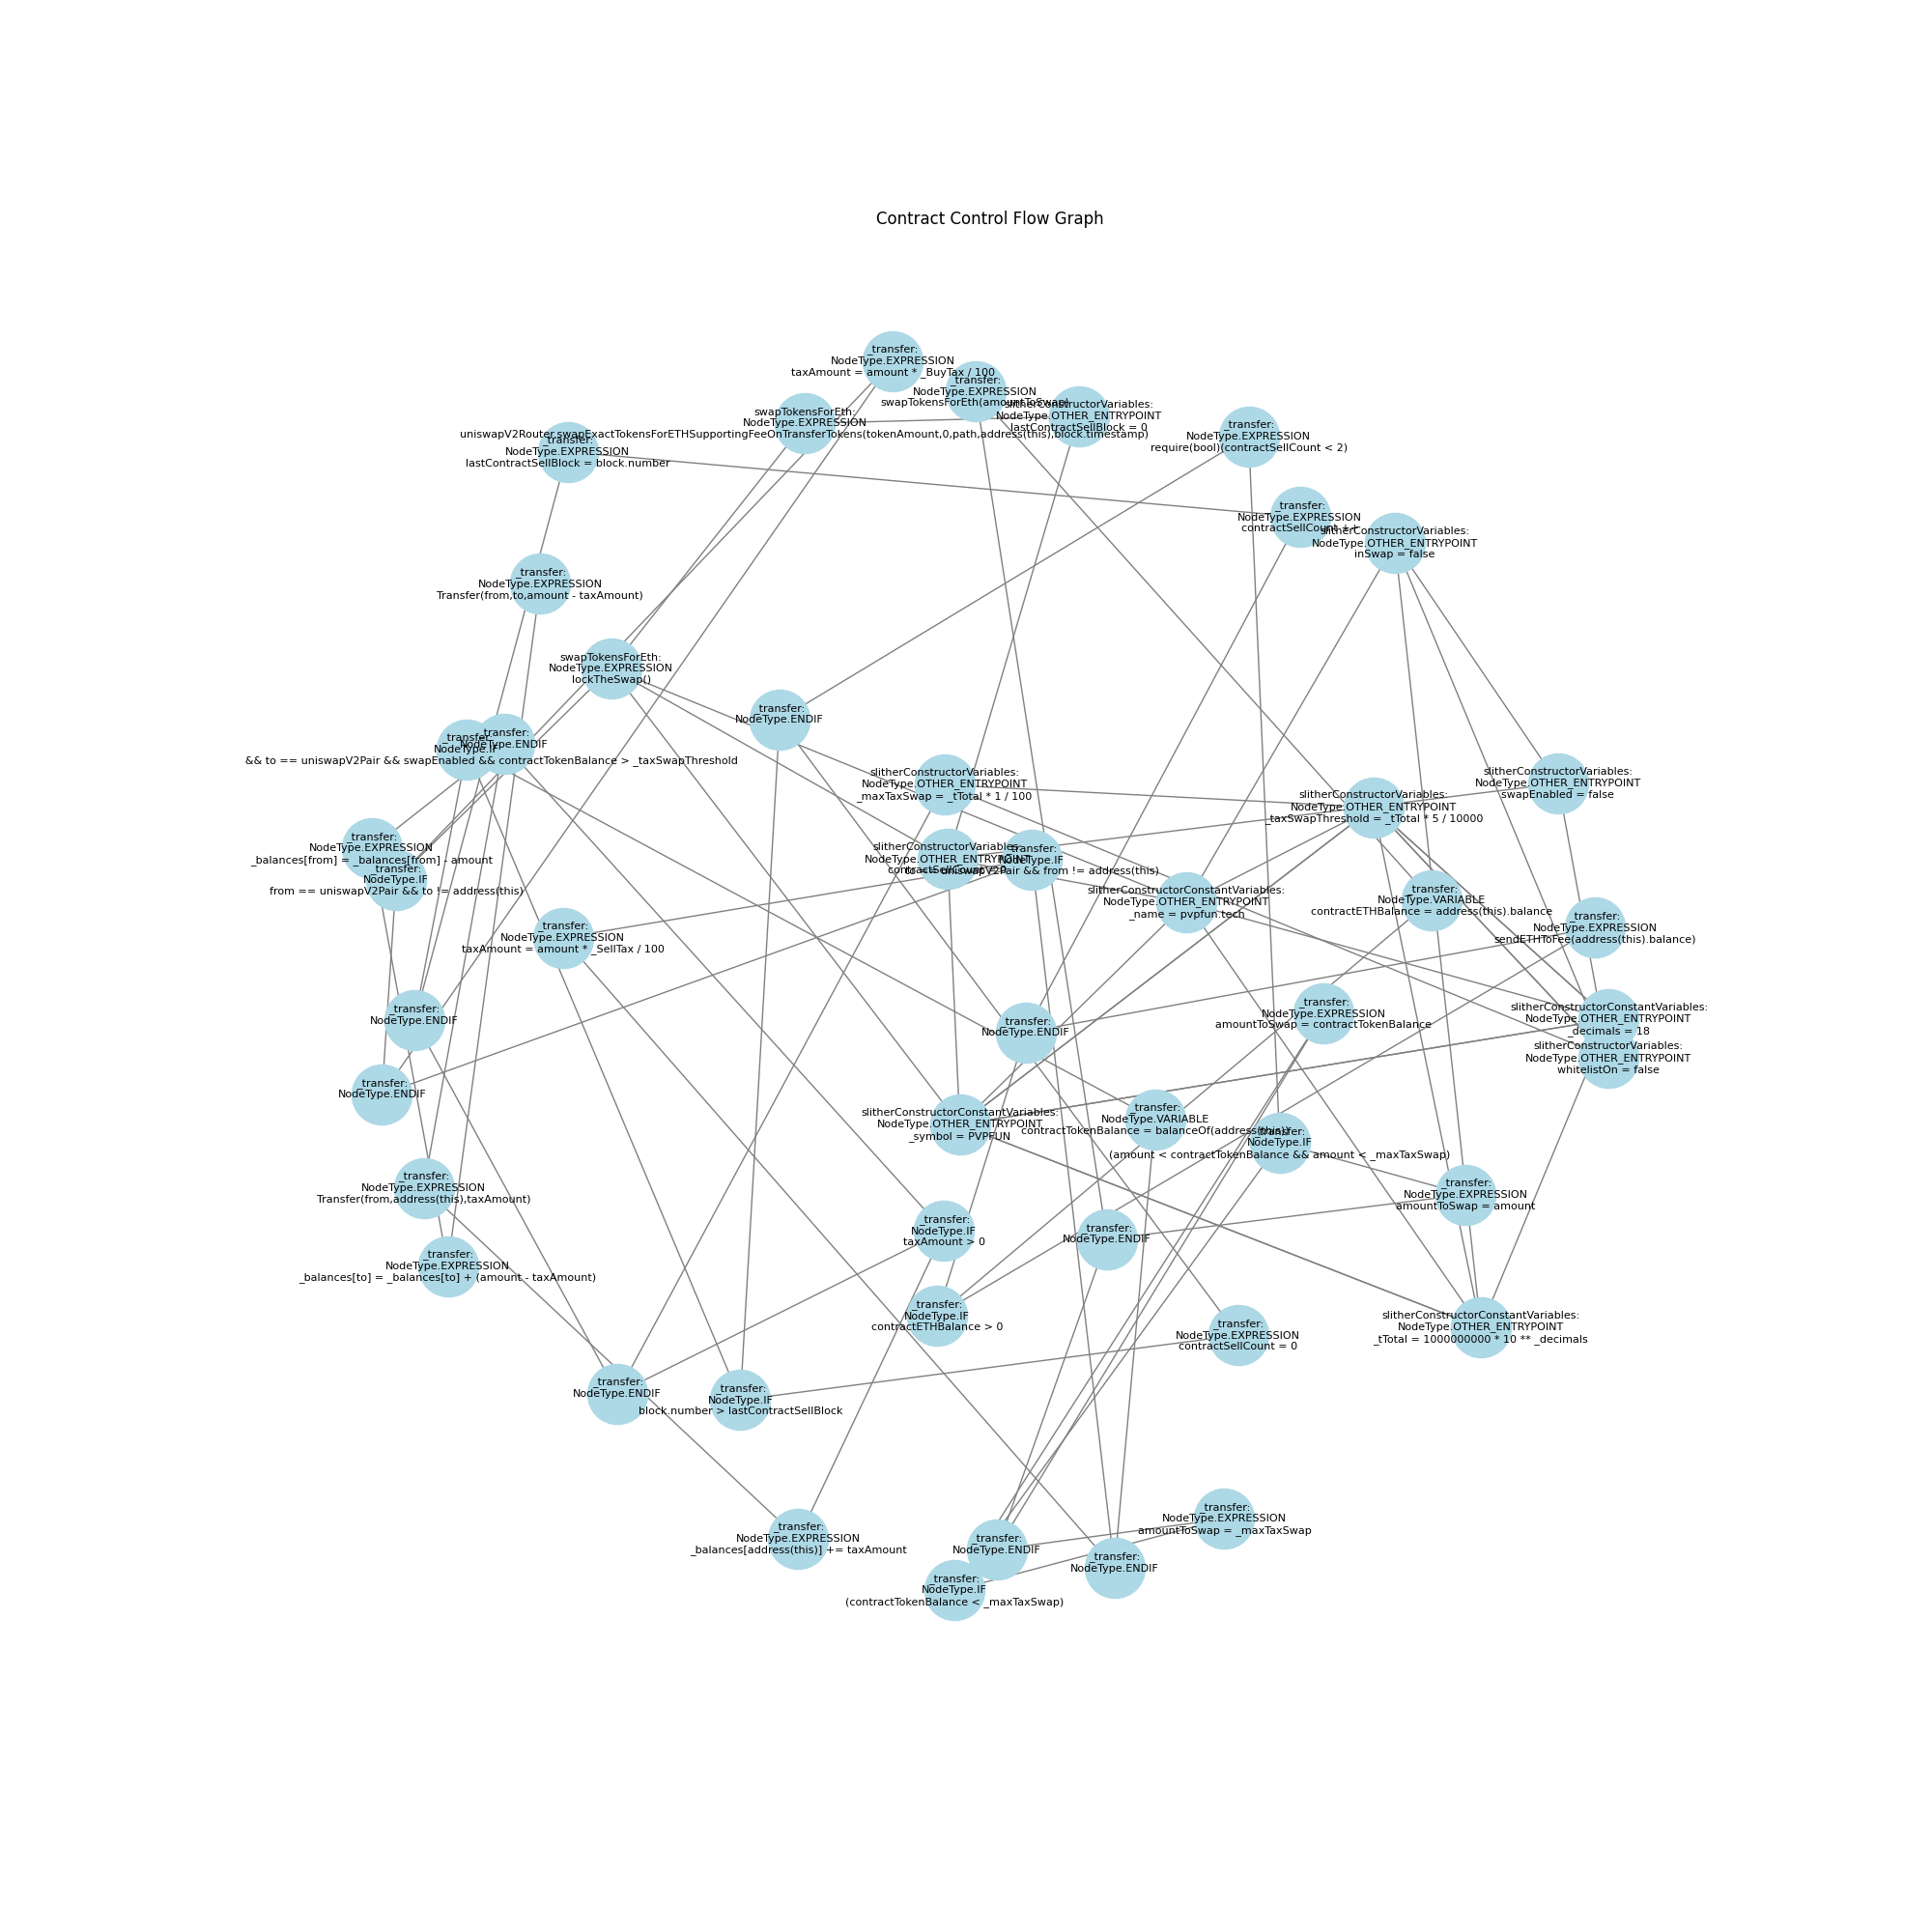 Contract Control Flow Graph
_transfer:
NodeType.EXPRESSION
taxAmount = amount * _BuyTax / 100
_transfer:
NodeType.EXPRESSION
swapTokensForEth(amountToSwap)
slitherConstructorVariables:
NodeType.OTHER_ENTRYPOINT
lastContractSellBlock = 0
swapTokensForEth:
NodeType.EXPRESSION
uniswapV2Router.swapExactTokensForETHSupportingFeeOnTransferTokens(tokenAmount,0,path,address(this),block.timestamp)
_transfer:
NodeType.EXPRESSION
require(bool)(contractSellCount < 2)
_transfer:
NodeType.EXPRESSION
lastContractSellBlock = block.number
_transfer:
NodeType.EXPRESSION
contractSellCount ++
slitherConstructorVariables:
NodeType.OTHER_ENTRYPOINT
inSwap = false
_transfer:
NodeType.EXPRESSION
Transfer(from,to,amount - taxAmount)
swapTokensForEth:
NodeType.EXPRESSION
lockTheSwap()
_transfer:
NodeType.ENDIF
_transfer:
NodeType.IF
&& to == uniswapV2Pair && swapEnabled && contractTokenBalance > _taxSwapThreshold
_transfer:
NodeType.ENDIF
slitherConstructorVariables:
NodeType.OTHER_ENTRYPOINT
_maxTaxSwap = _tTotal * 1 / 100
slitherConstructorVariables:
NodeType.OTHER_ENTRYPOINT
_taxSwapThreshold = _tTotal * 5 / 10000
slitherConstructorVariables:
NodeType.OTHER_ENTRYPOINT
swapEnabled = false
_transfer:
NodeType.EXPRESSION
_balances[from] = _balances[from] - amount
_transfer:
NodeType.IF
from == uniswapV2Pair && to != address(this)
slitherConstructorVariables:
NodeType.OTHER_ENTRYPOINT
contractSellCount = 0
_transfer:
NodeType.IF
to == uniswapV2Pair && from != address(this)
slitherConstructorConstantVariables:
NodeType.OTHER_ENTRYPOINT
_name = pvpfun.tech
_transfer:
NodeType.VARIABLE
contractETHBalance = address(this).balance
_transfer:
NodeType.EXPRESSION
sendETHToFee(address(this).balance)
_transfer:
NodeType.EXPRESSION
taxAmount = amount * _SellTax / 100
_transfer:
NodeType.ENDIF
_transfer:
NodeType.ENDIF
_transfer:
NodeType.EXPRESSION
amountToSwap = contractTokenBalance
slitherConstructorConstantVariables:
NodeType.OTHER_ENTRYPOINT
_decimals = 18
slitherConstructorVariables:
NodeType.OTHER_ENTRYPOINT
whitelistOn = false
_transfer:
NodeType.ENDIF
slitherConstructorConstantVariables:
NodeType.OTHER_ENTRYPOINT
_symbol = PVPFUN
_transfer:
NodeType.VARIABLE
contractTokenBalance = balanceOf(address(this))
_transfer:
NodeType.IF
(amount < contractTokenBalance && amount < _maxTaxSwap)
_transfer:
NodeType.EXPRESSION
Transfer(from,address(this),taxAmount)
_transfer:
NodeType.EXPRESSION
amountToSwap = amount
_transfer:
NodeType.IF
taxAmount > 0
_transfer:
NodeType.ENDIF
_transfer:
NodeType.EXPRESSION
_balances[to] = _balances[to] + (amount - taxAmount)
_transfer:
NodeType.IF
contractETHBalance > 0
_transfer:
NodeType.EXPRESSION
contractSellCount = 0
slitherConstructorConstantVariables:
NodeType.OTHER_ENTRYPOINT
_tTotal = 1000000000 * 10 ** _decimals
_transfer:
NodeType.ENDIF
_transfer:
NodeType.IF
block.number > lastContractSellBlock
_transfer:
NodeType.EXPRESSION
_balances[address(this)] += taxAmount
_transfer:
NodeType.EXPRESSION
amountToSwap = _maxTaxSwap
_transfer:
NodeType.ENDIF
_transfer:
NodeType.ENDIF
_transfer:
NodeType.IF
(contractTokenBalance < _maxTaxSwap)